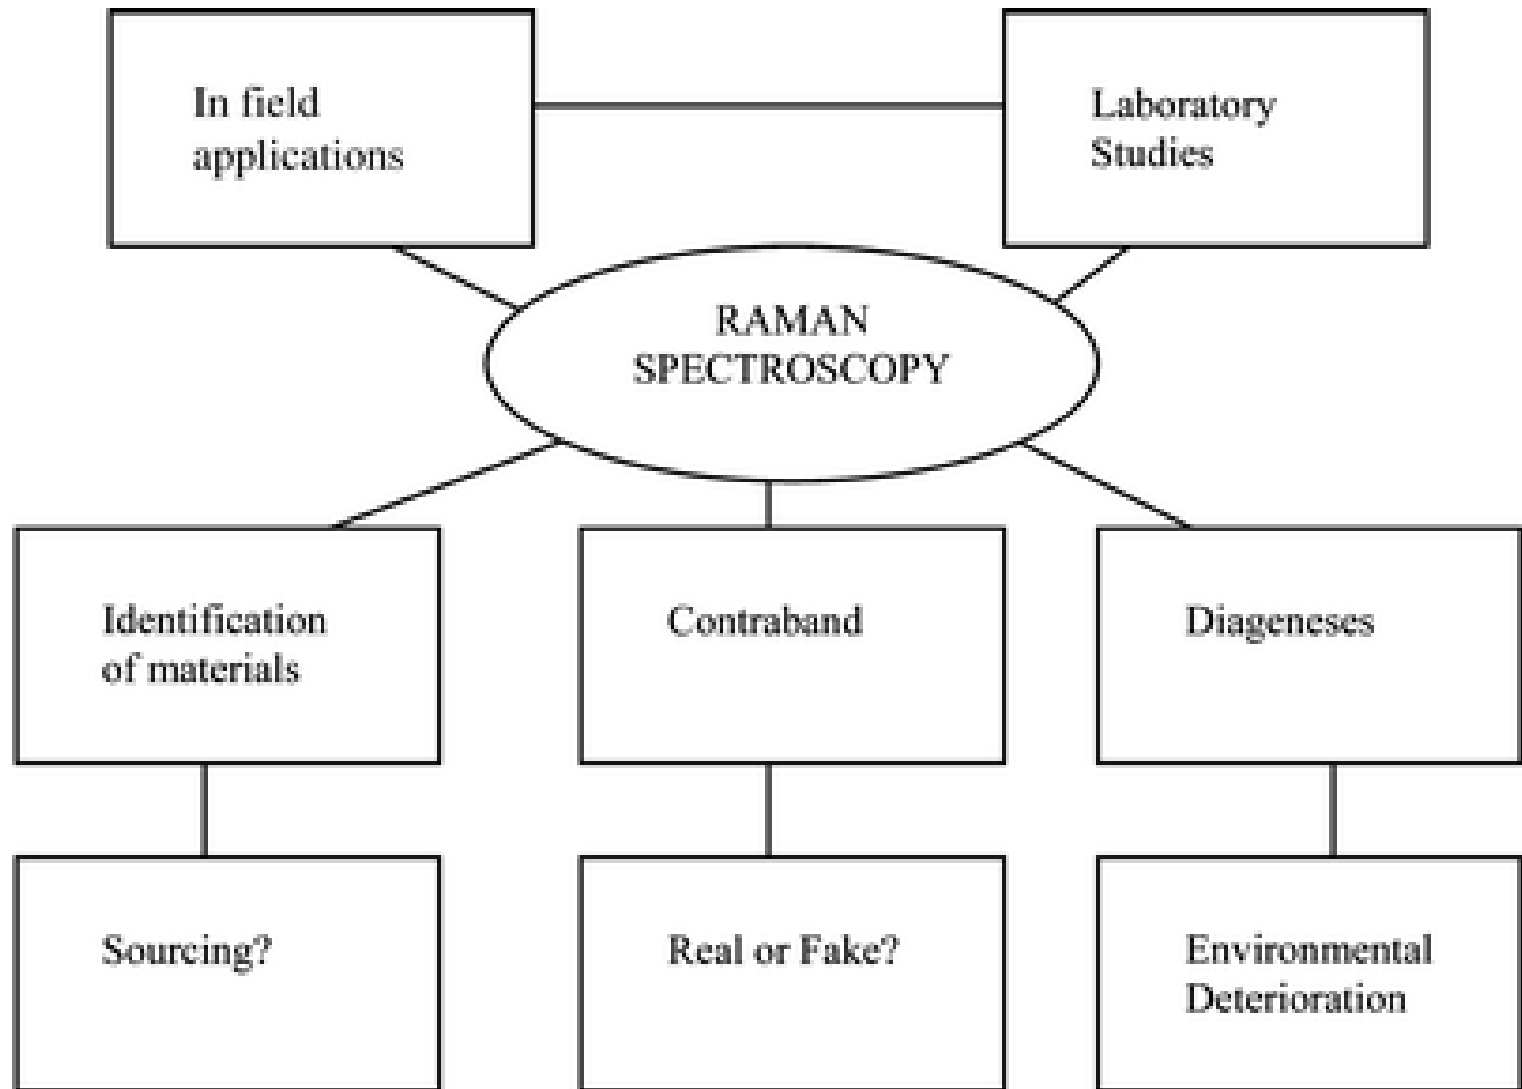 In field
applications
Laboratory
Studies
RAMAN
SPECTROSCOPY
Identification
of materials
Contraband
Diageneses
Sourcing?
Real or Fake?
Environmental
Deterioration